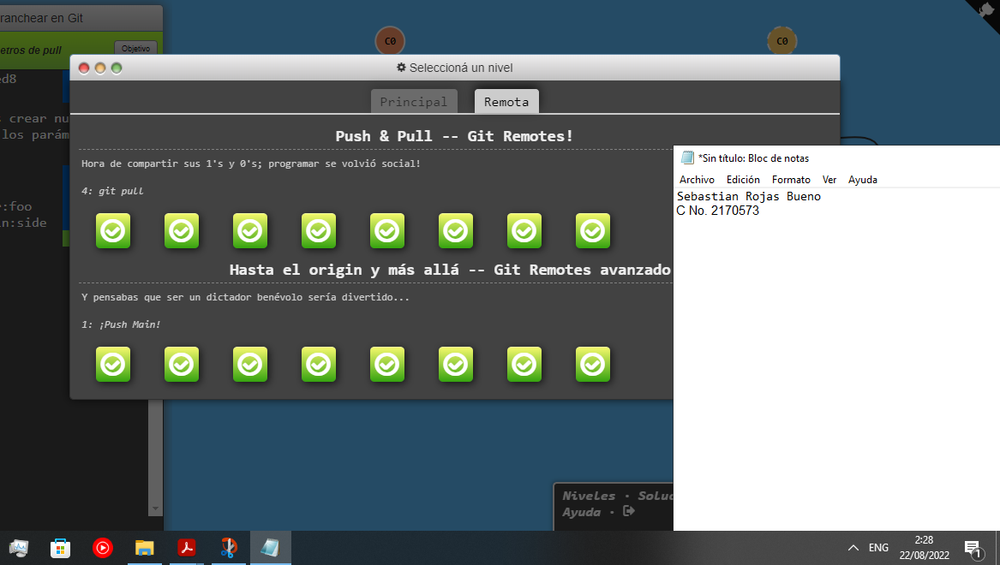 ranchear en Git
etros de pull
Objetivo
ed8
s crear nu
los parám
r:foo
n:side
C0
C0
Seleccioná un nivel
Principal
Remota
Push & Pull -- Git Remotes!
Hora de compartir sus 1's y 0's; programar se volvió social!
4: git pull
Hasta el origin y más allá -- Git Remotes avanzado
Y pensabas que ser un dictador benévolo sería divertido...
1: ¡Push Main!
Niveles · Soluc
Ayuda ·
*Sin título: Bloc de notas
Archivo Edición Formato Ver Ayuda
Sebastian Rojas Bueno
C No. 2170573
ENG
2:28
22/08/2022
1